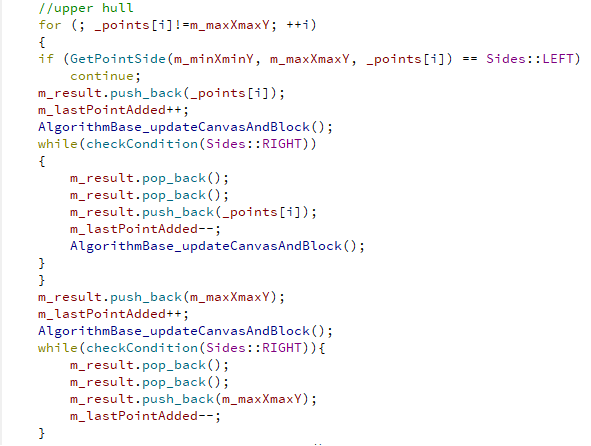 //upper hull
for (; _points[i]!=m_maxXmaxY; ++i)
{
if (GetPointSide(m_minXminY, m_maxXmaxY, _points[i]) == Sides::LEFT)
continue;
m_result.push_back(_points[i]);
m_lastPointAdded++;
AlgorithmBase_updateCanvasAndBlock();
while(checkCondition(Sides::RIGHT))
{
m_result.pop_back();
m_result.pop_back();
m_result.push_back(_points[i]);
m_lastPointAdded--;
AlgorithmBase_updateCanvasAndBlock();
}
}
m_result.push_back(m_maxXmaxY);
m_lastPointAdded++;
AlgorithmBase_updateCanvasAndBlock();
while(checkCondition(Sides::RIGHT)){
m_result.pop_back();
m_result.pop_back();
m_result.push_back(m_maxXmaxY);
m_lastPointAdded--;
}